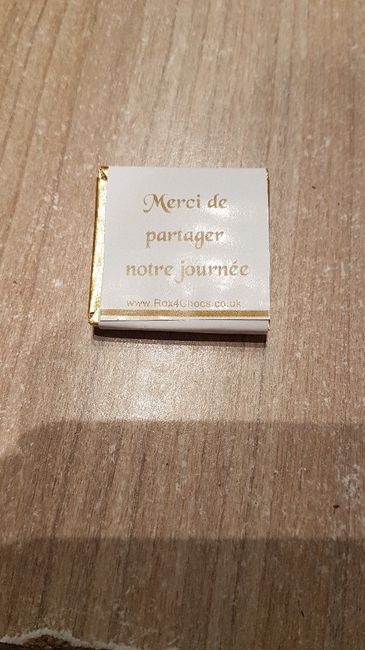 Merci de
partager
notre journée
www.Rox4Chocs.co.uk